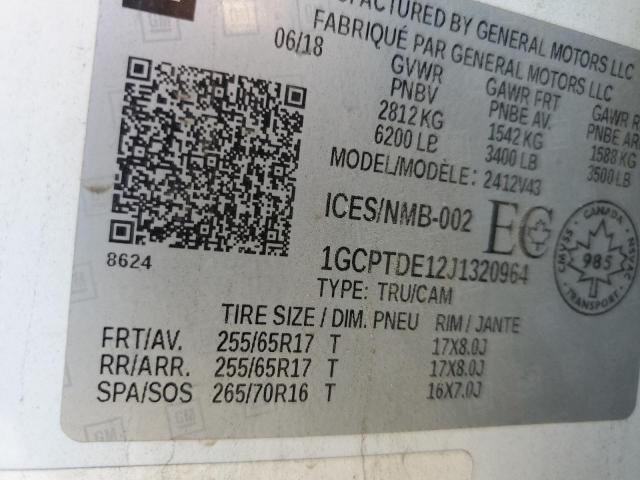 MANUFACTURED BY GENERAL MOTORS LLC
FABRIQUÉ PAR GENERAL MOTORS LLC
06/18
GVWR GAWR FRT GAWR
PNBV PNBE AV. PNBE AR
2812 KG 1542 KG 1588 KG
6200 LB 3400 LB 3500 LB
MODEL/MODÈLE: 2412V43
ICES/NMB-002
CANADA
CMVSS NSVAC
985
TRANSPORT
8624
1GCPTDE12J1320964
TYPE: TRU/CAM
TIRE SIZE / DIM. PNEU RIM / JANTE
FRT/AV. 255/65R17 T 17X8.0J
RR/ARR. 255/65R17 T 17X8.0J
SPA/SOS 265/70R16 T 16X7.0J
GM